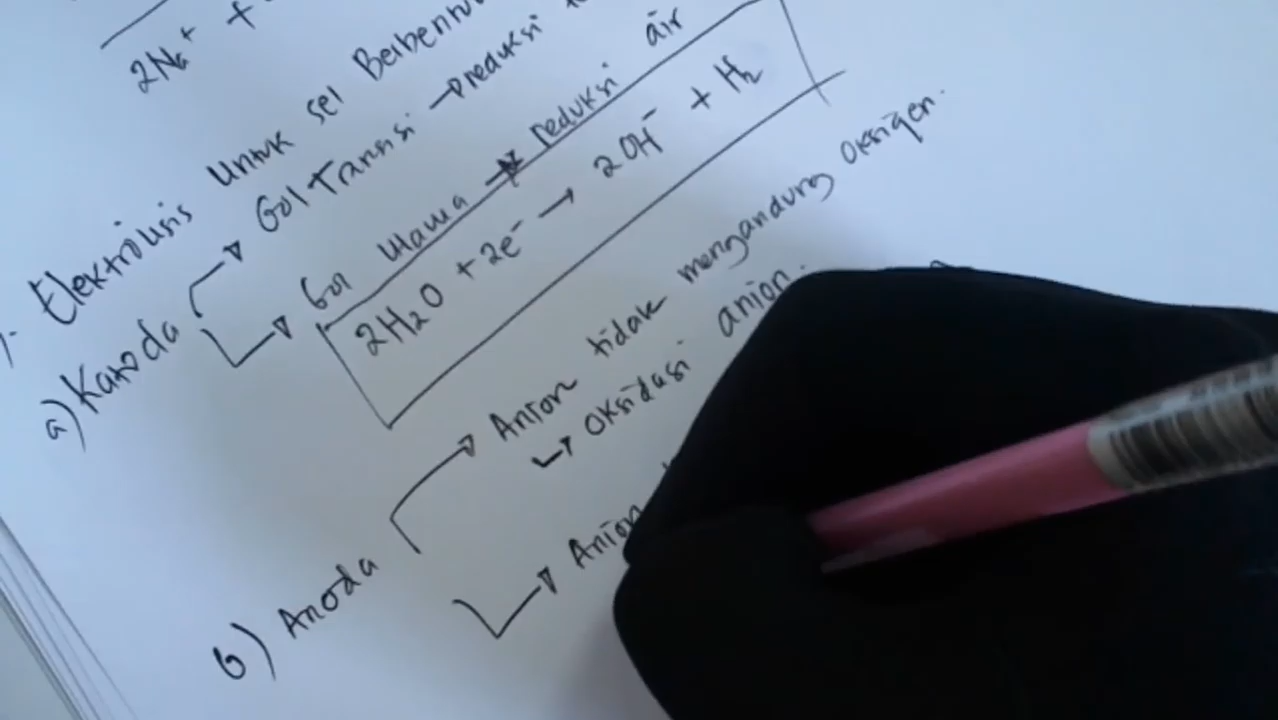 2Na⁺ +
Elektrolisis Untuk sel Berbentu
a) Katoda
Gol Transisi → reduksi
Gol Utama → reduksi air
2H₂O + 2e⁻ → 2OH⁻ + H₂
b) Anoda
Anion tidak mengandung Oksigen.
↳ Oksidasi anion.
Anion